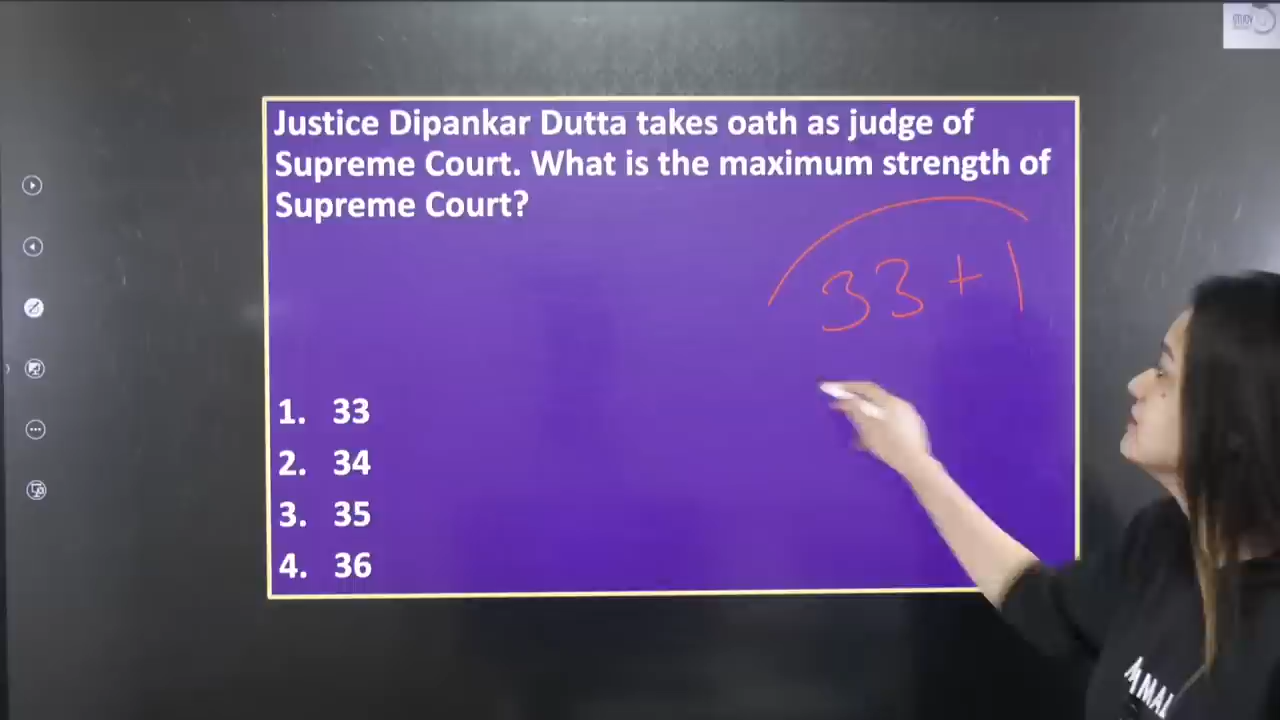 STUDY
Justice Dipankar Dutta takes oath as judge of
Supreme Court. What is the maximum strength of
Supreme Court?
33+1
1. 33
2. 34
3. 35
4. 36